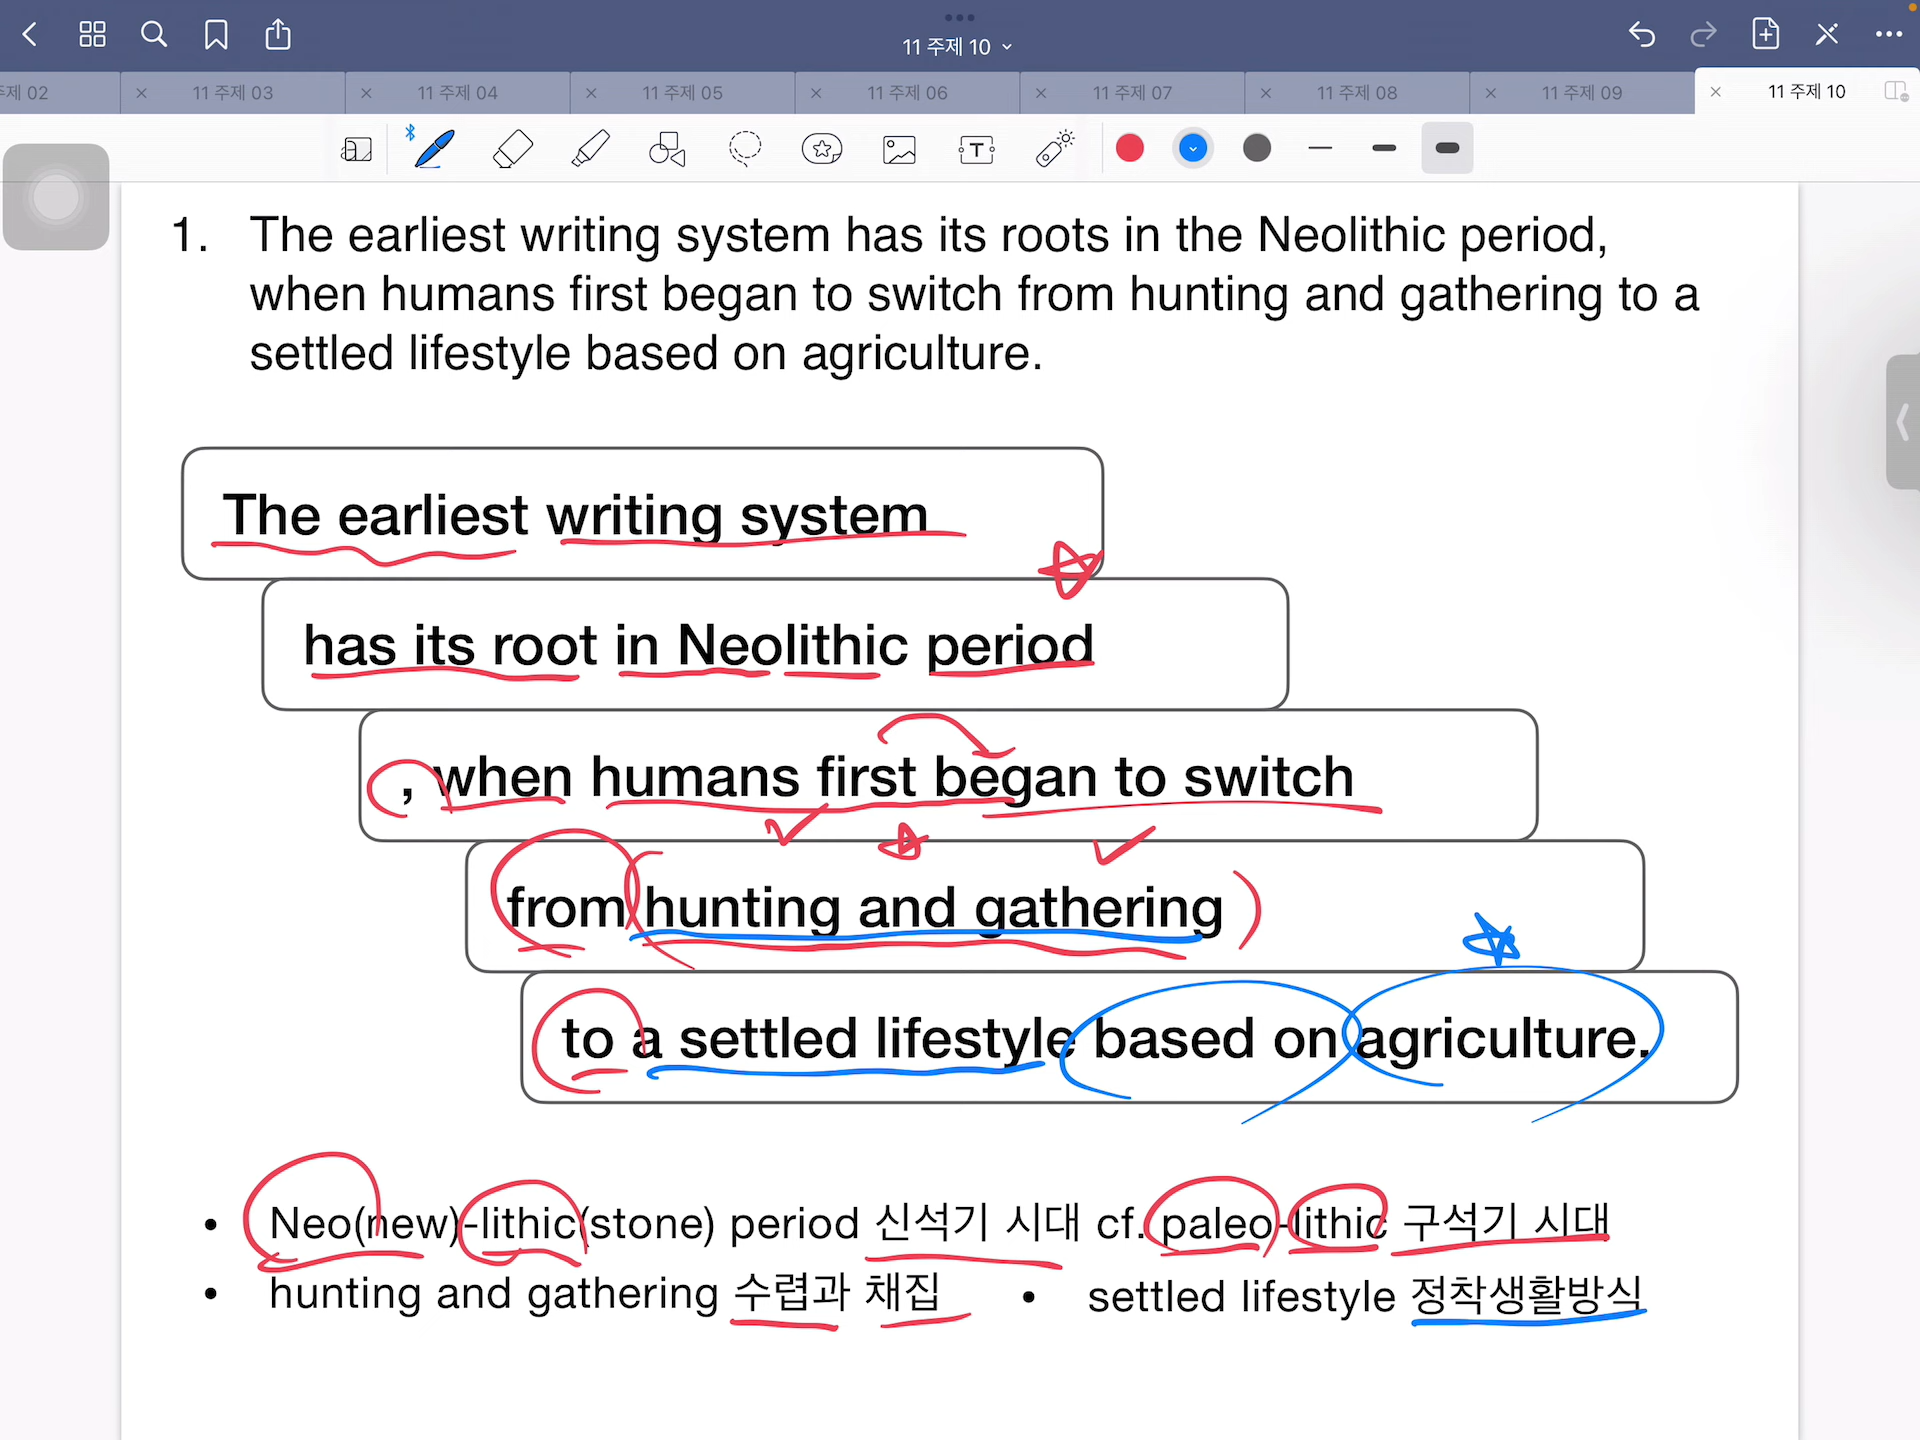 11 주제 10
주제 02
11 주제 03
11 주제 04
11 주제 05
11 주제 06
11 주제 07
11 주제 08
11 주제 09
11 주제 10
1. The earliest writing system has its roots in the Neolithic period,
when humans first began to switch from hunting and gathering to a
settled lifestyle based on agriculture.
The earliest writing system
has its root in Neolithic period
, when humans first began to switch
from hunting and gathering
to a settled lifestyle based on agriculture.
• Neo(new)-lithic(stone) period 신석기 시대 cf. paleo-lithic 구석기 시대
• hunting and gathering 수렵과 채집 • settled lifestyle 정착생활방식